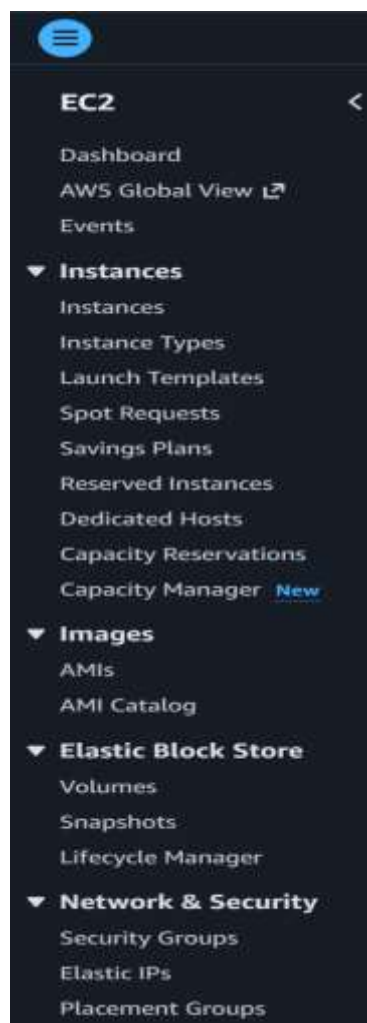 EC2
Dashboard
AWS Global View
Events
Instances
Instances
Instance Types
Launch Templates
Spot Requests
Savings Plans
Reserved Instances
Dedicated Hosts
Capacity Reservations
Capacity Manager New
Images
AMIs
AMI Catalog
Elastic Block Store
Volumes
Snapshots
Lifecycle Manager
Network & Security
Security Groups
Elastic IPs
Placement Groups